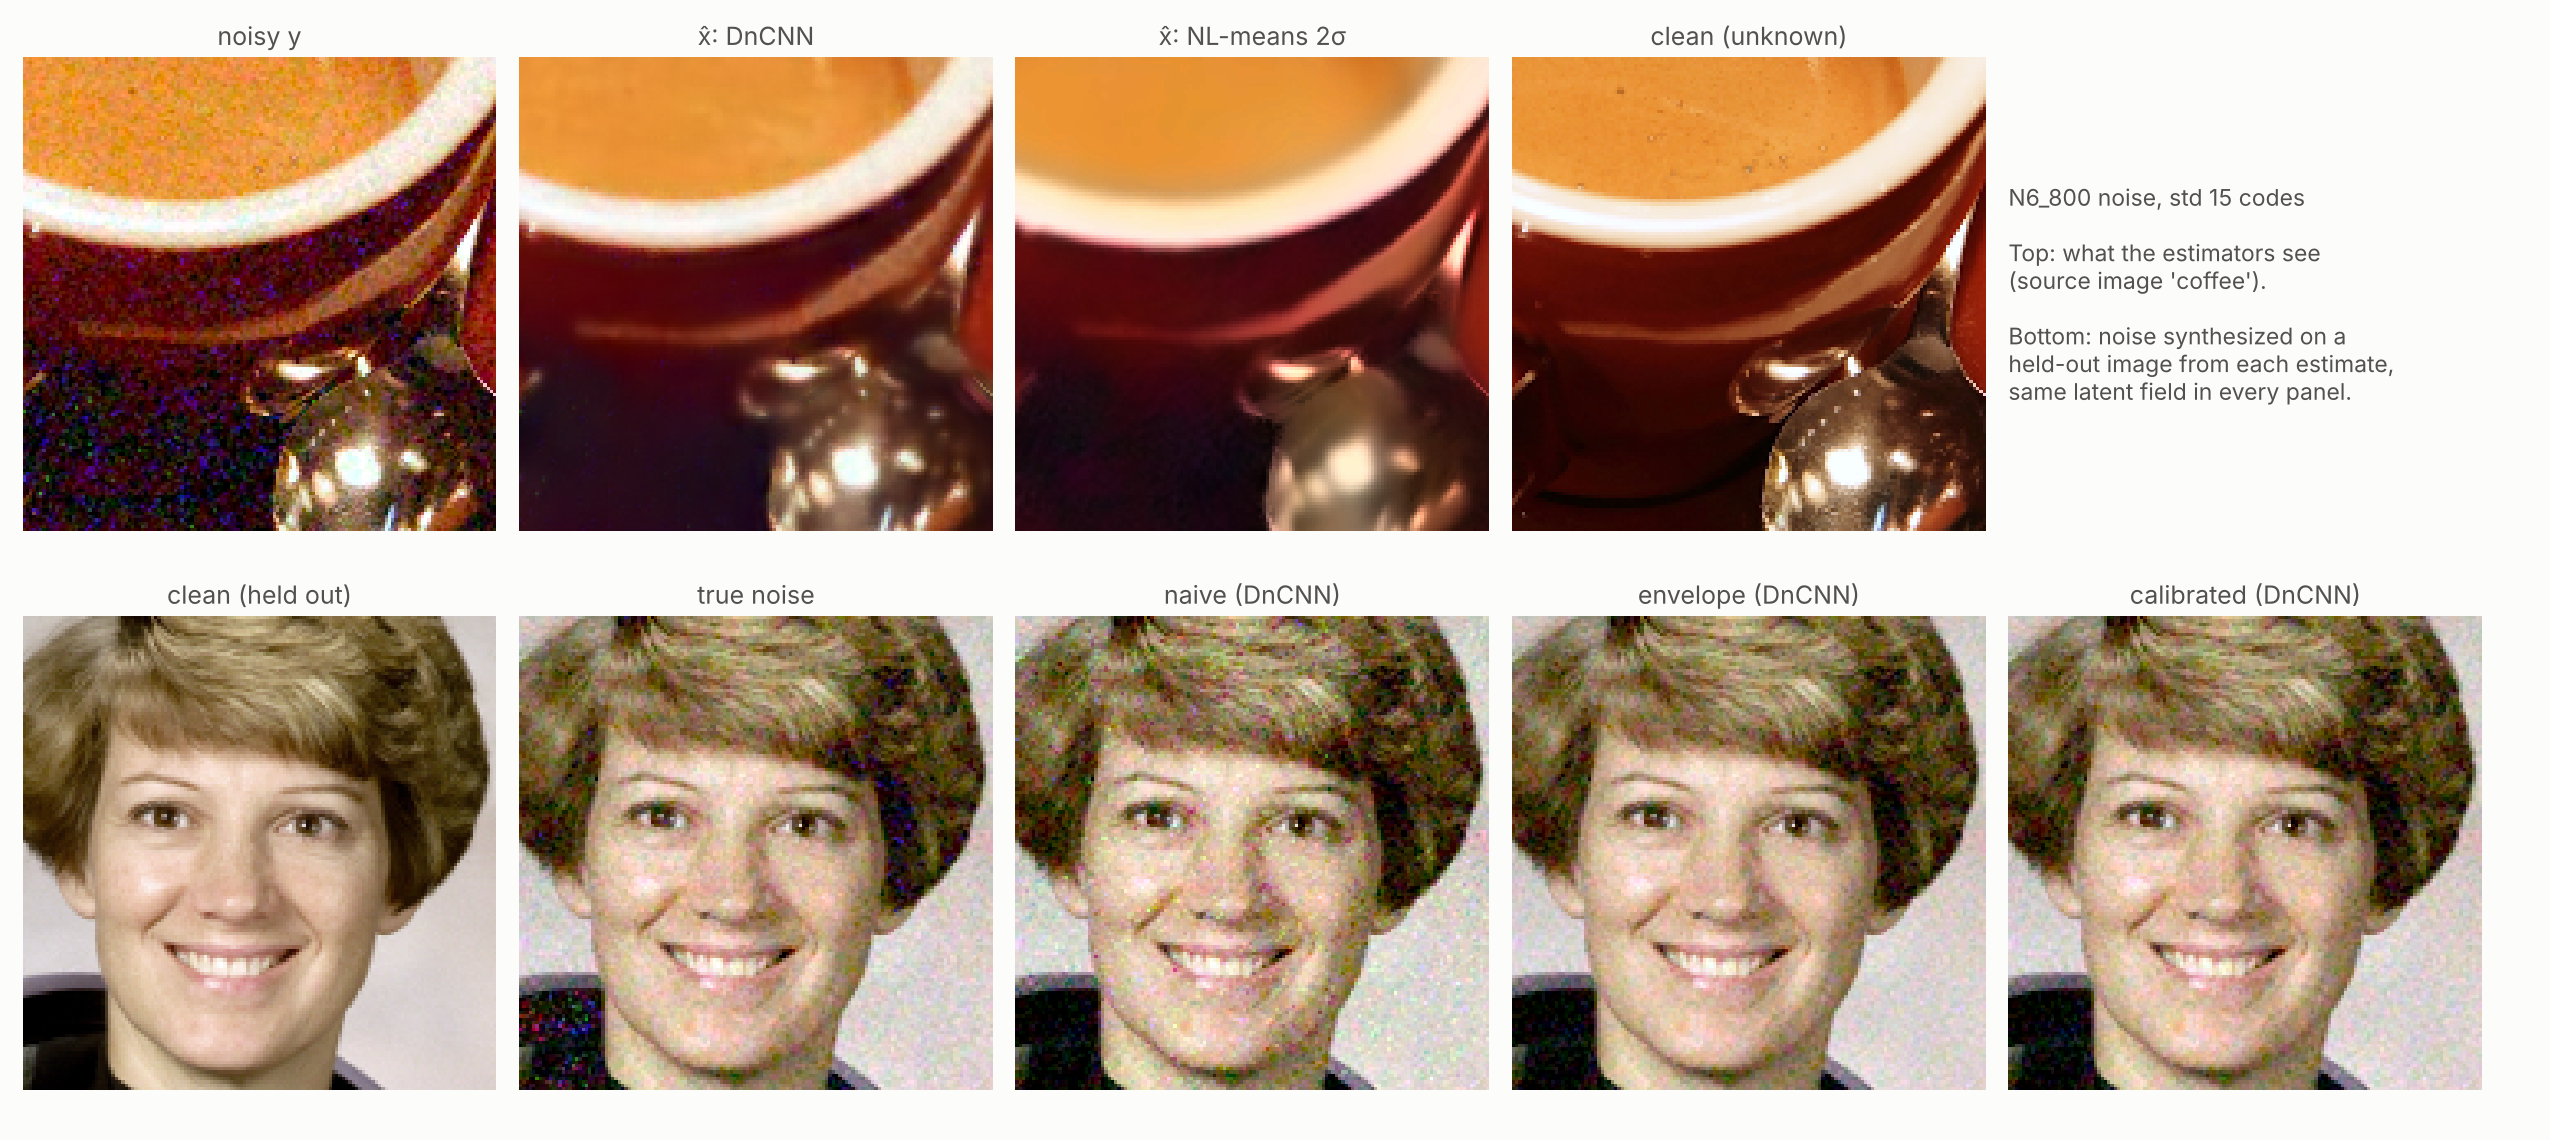 noisy y
x̂: DnCNN
x̂: NL-means 2σ
clean (unknown)
N6_800 noise, std 15 codes
Top: what the estimators see
(source image 'coffee').
Bottom: noise synthesized on a
held-out image from each estimate,
same latent field in every panel.
clean (held out)
true noise
naive (DnCNN)
envelope (DnCNN)
calibrated (DnCNN)